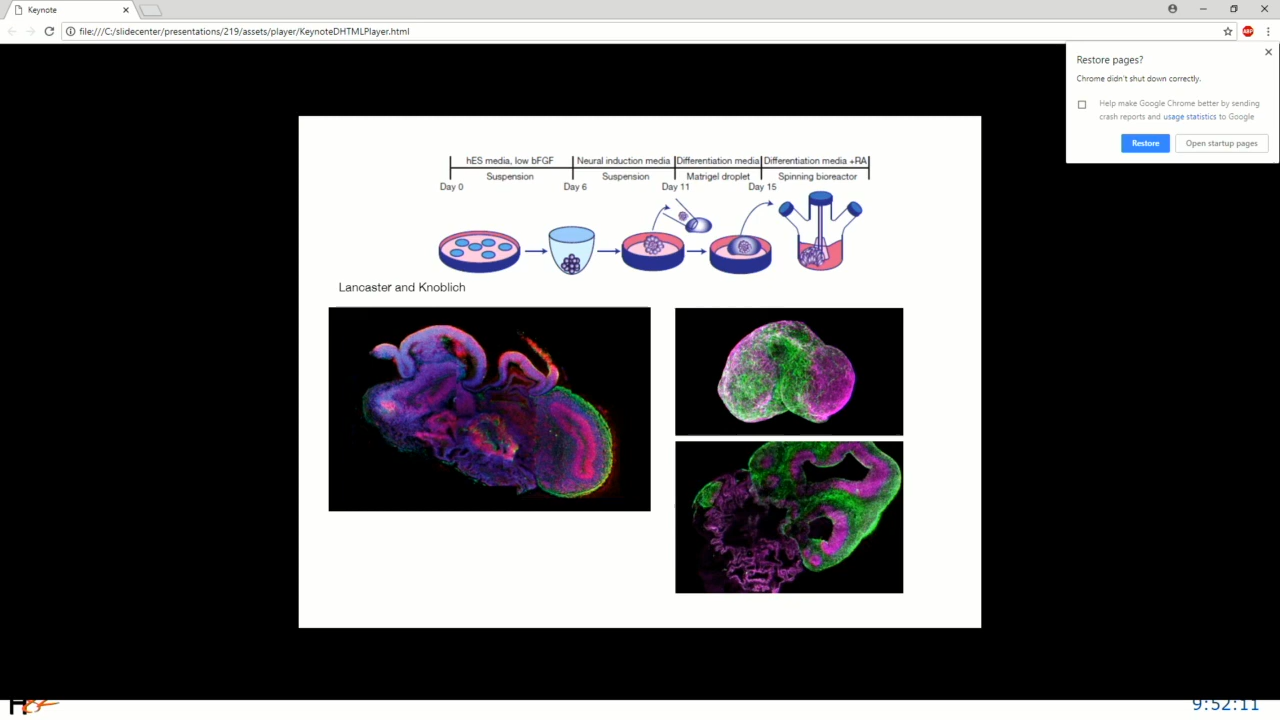 Keynote
file:///C:/slidecenter/presentations/219/assets/player/KeynoteDHTMLPlayer.html
ABP
Restore pages?
Chrome didn't shut down correctly.
Help make Google Chrome better by sending
crash reports and usage statistics to Google
Restore
Open startup pages
hES media, low bFGF
Neural induction media
Differentiation media
Differentiation media +RA
Suspension
Suspension
Matrigel droplet
Spinning bioreactor
Day 0
Day 6
Day 11
Day 15
Lancaster and Knoblich
9:52:11